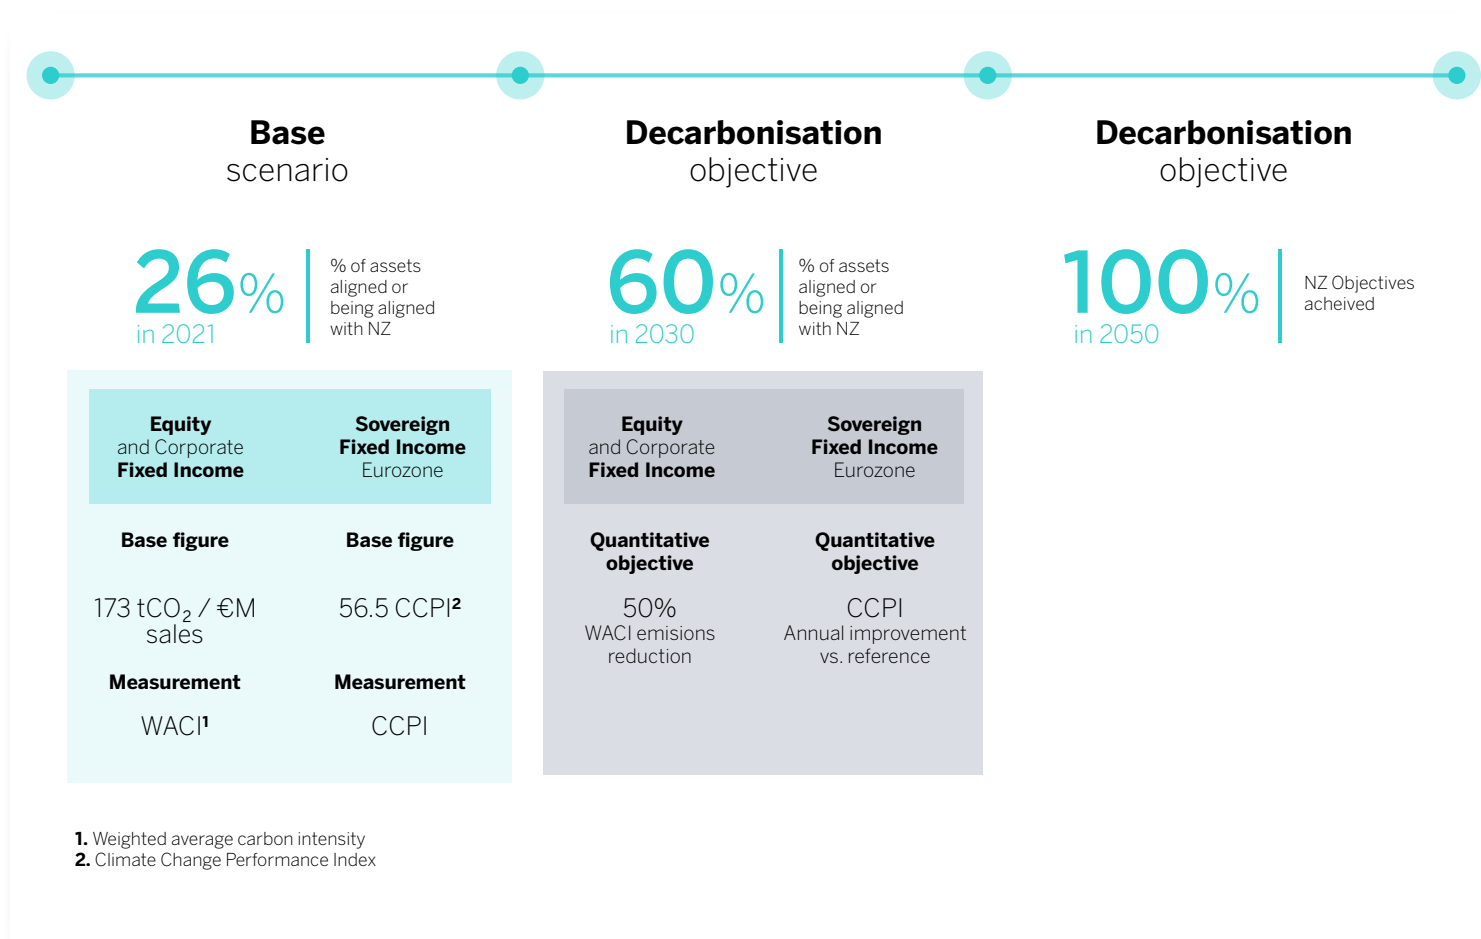 Base
scenario
26%
in 2021
% of assets
aligned or
being aligned
with NZ
Equity
and Corporate
Fixed Income
Sovereign
Fixed Income
Eurozone
Base figure
173 tCO₂ / €M
sales
Measurement
WACI¹
Base figure
56.5 CCPI²
Measurement
CCPI
Decarbonisation
objective
60%
in 2030
% of assets
aligned or
being aligned
with NZ
Equity
and Corporate
Fixed Income
Sovereign
Fixed Income
Eurozone
Quantitative
objective
50%
WACI emisions
reduction
Quantitative
objective
CCPI
Annual improvement
vs. reference
Decarbonisation
objective
100%
in 2050
NZ Objectives
acheived
1. Weighted average carbon intensity
2. Climate Change Performance Index